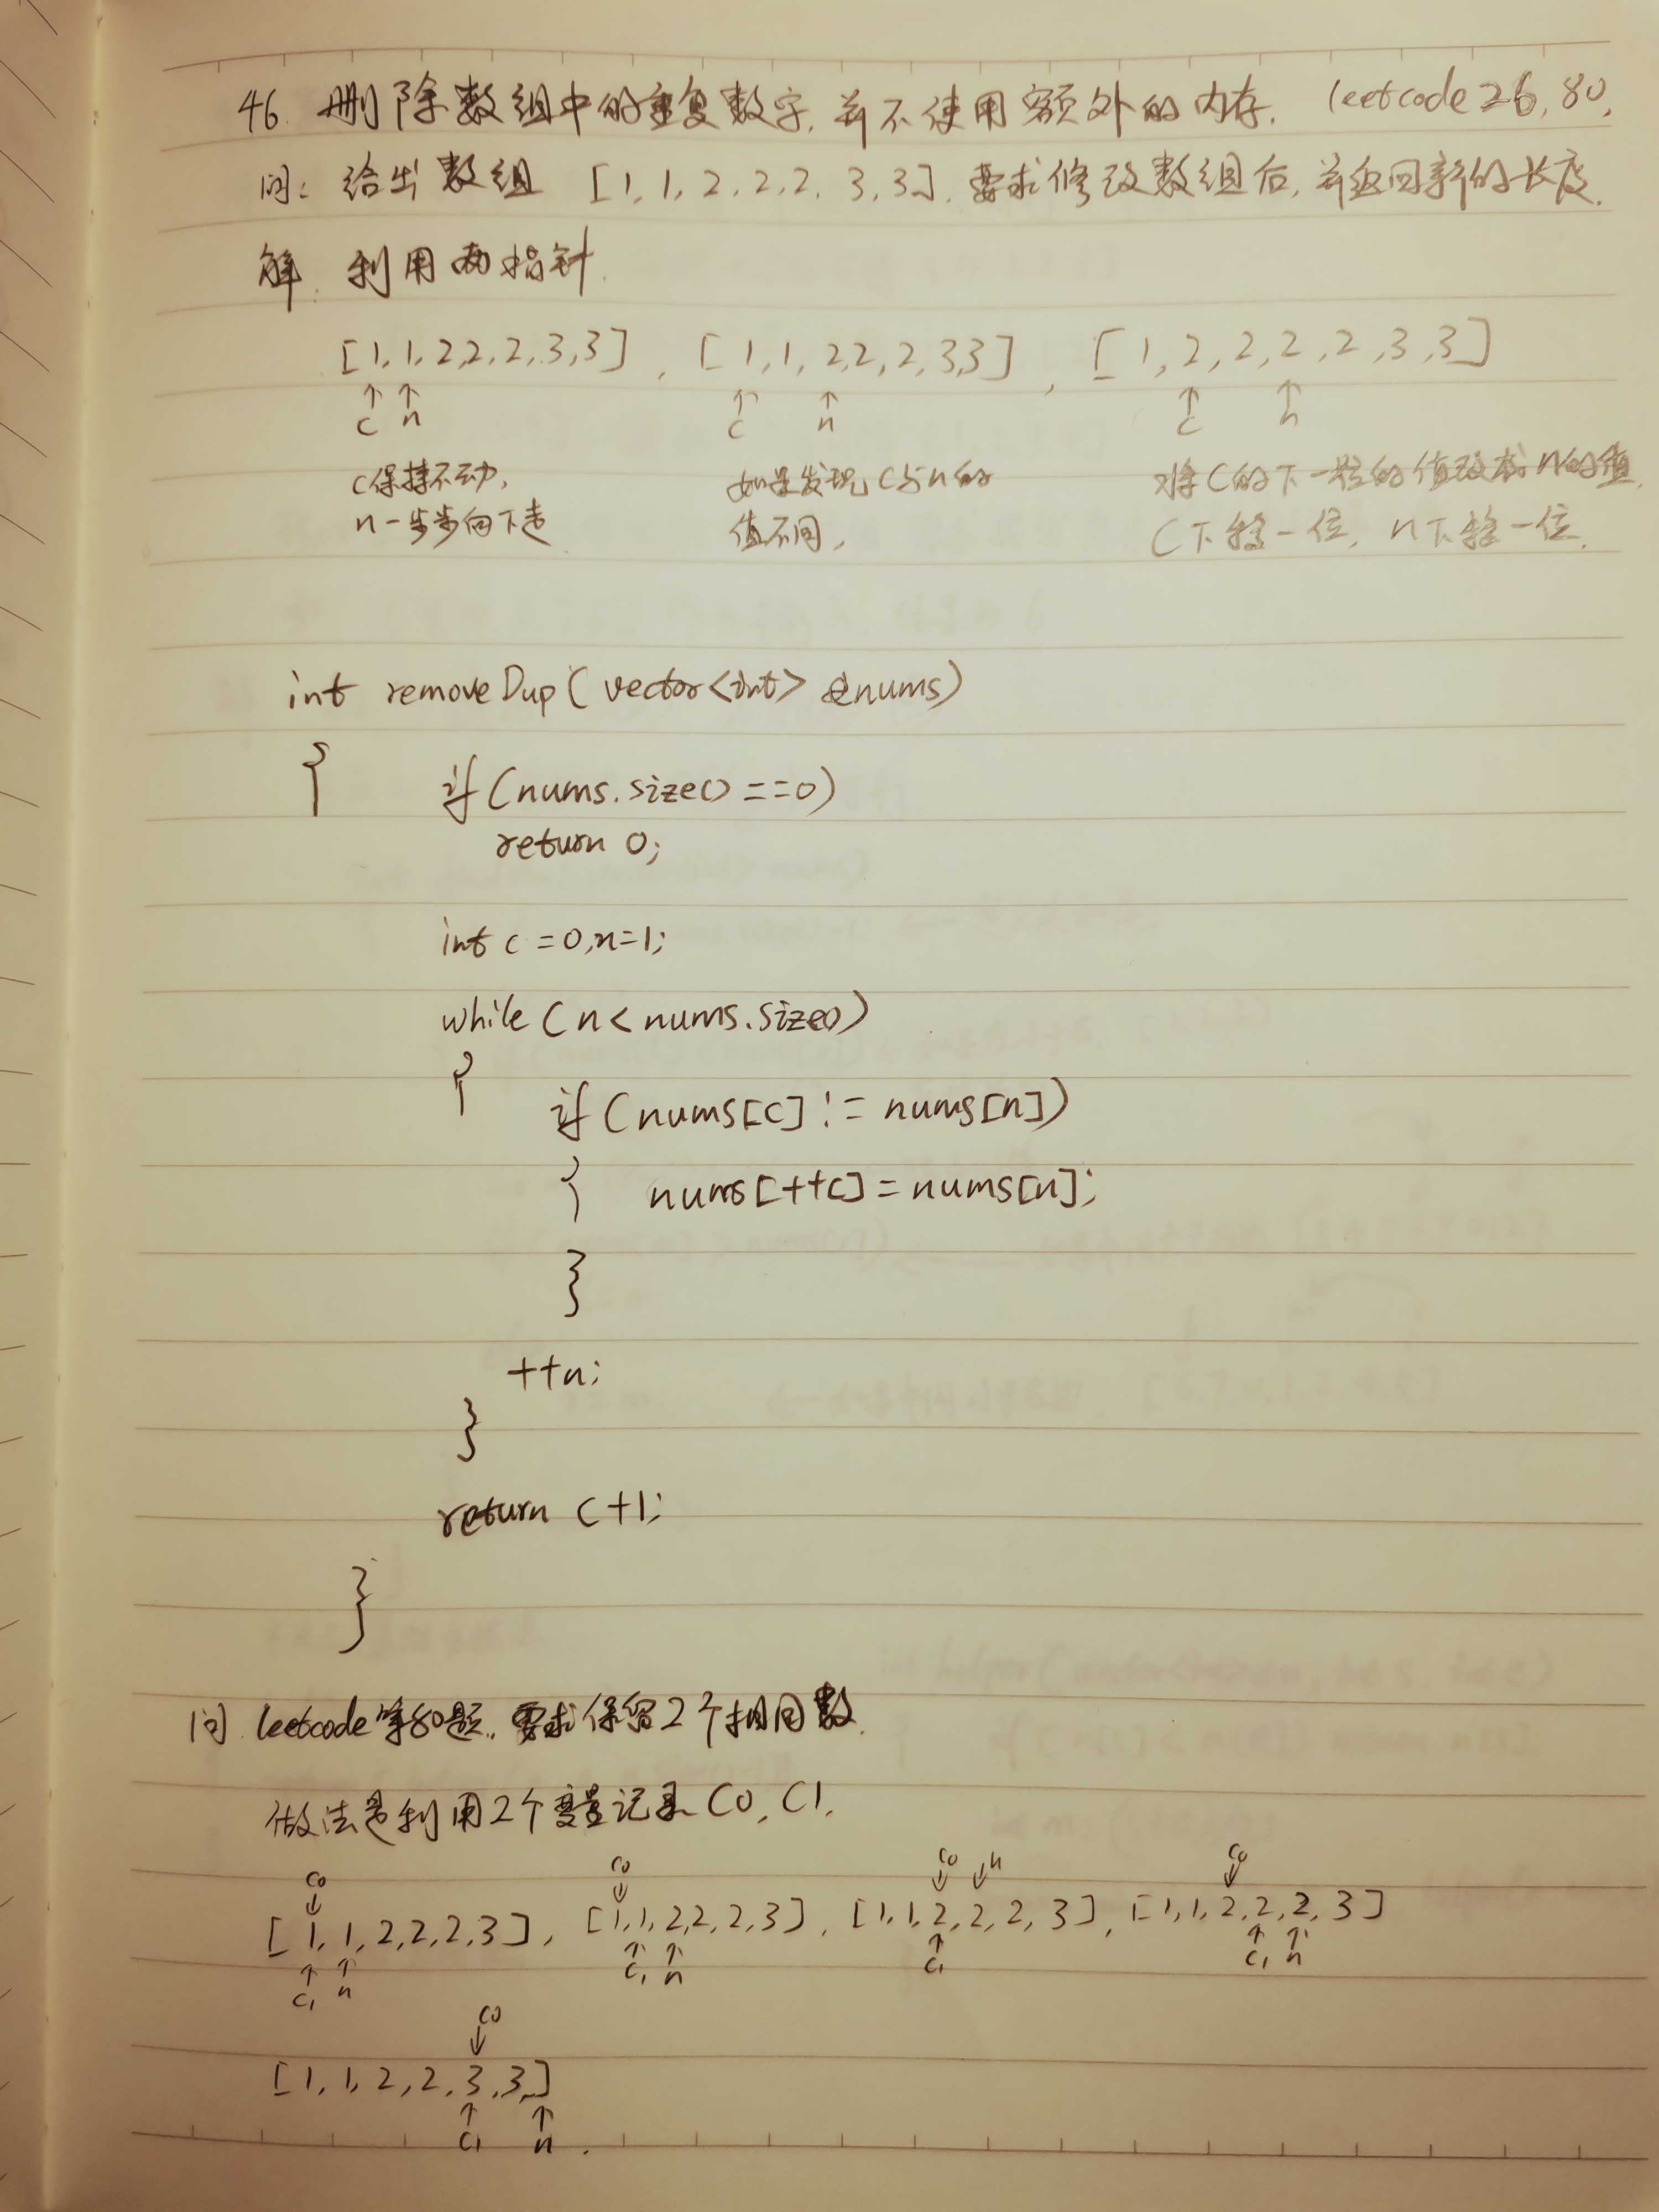 46. 删除数组中的重复数字, 并不使用额外的内存. leetcode 26, 80,
问: 给出数组 [1, 1, 2, 2, 2, 3, 3], 要求修改数组后, 并返回新的长度.
解: 利用两指针.
[1, 1, 2, 2, 2, 3, 3] , [1, 1, 2, 2, 2, 3, 3] , [1, 2, 2, 2, 2, 3, 3]
↑ ↑ ↑ ↑ ↑ ↑
c n c n c n
c保持不动, 如果发现c与n的 对将C的下一位的值改成n的值,
n一步步向下走 值不同, C下移一位, n下移一位.
int removeDup( vector<int> &nums)
{ if (nums.size() ==0)
return 0;
int c = 0, n=1;
while ( n < nums.size())
{
if (nums[c] != nums[n])
{ nums[++c] = nums[n];
}
++n;
}
return c+1;
}
问 leetcode 第80题, 要求保留2个相同数.
做法是利用2个变量记录 C0, C1,
c0 c0 c0 n c0
↓ ↓ ↓ ↓ ↓
[1, 1, 2, 2, 2, 3] , [1, 1, 2, 2, 2, 3] , [1, 1, 2, 2, 2, 3] , [1, 1, 2, 2, 2, 3]
↑ ↑ ↑ ↑ ↑ ↑ ↑
c1 n c1 n c1 c1 n
c0
↓
[1, 1, 2, 2, 3, 3,]
↑ ↑
c1 n .